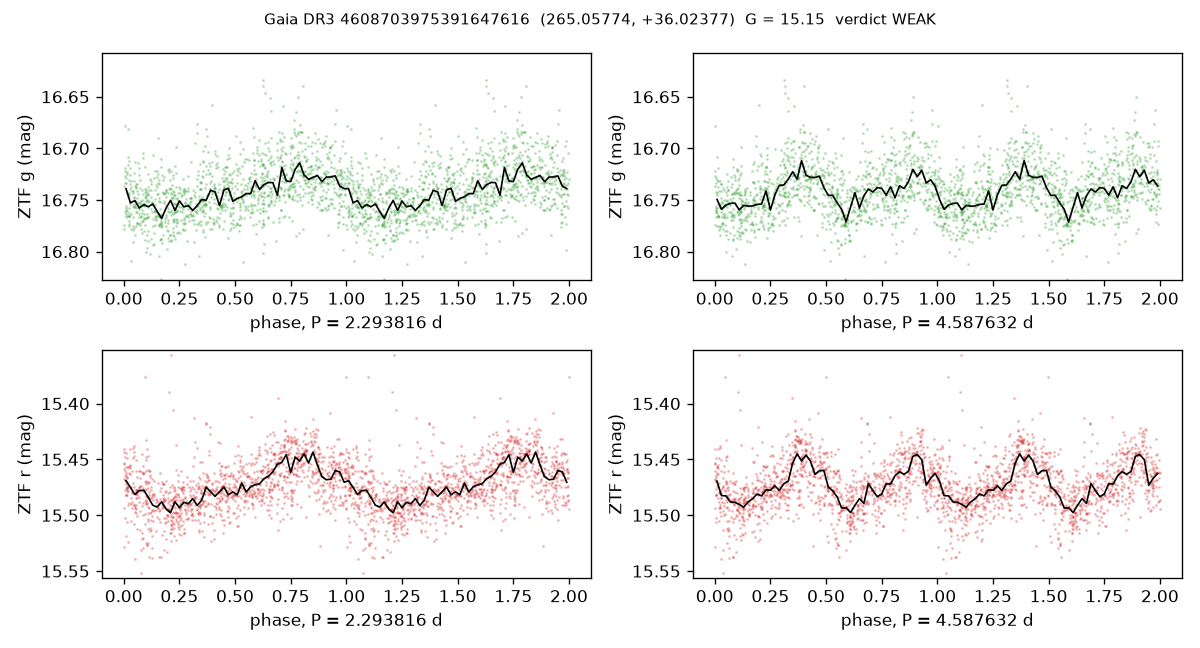 Gaia DR3 4608703975391647616 (265.05774, +36.02377) G = 15.15 verdict WEAK
ZTF g (mag)
16.65
16.70
16.75
16.80
0.00 0.25 0.50 0.75 1.00 1.25 1.50 1.75 2.00
phase, P = 2.293816 d
ZTF g (mag)
16.65
16.70
16.75
16.80
0.00 0.25 0.50 0.75 1.00 1.25 1.50 1.75 2.00
phase, P = 4.587632 d
ZTF r (mag)
15.40
15.45
15.50
15.55
0.00 0.25 0.50 0.75 1.00 1.25 1.50 1.75 2.00
phase, P = 2.293816 d
ZTF r (mag)
15.40
15.45
15.50
15.55
0.00 0.25 0.50 0.75 1.00 1.25 1.50 1.75 2.00
phase, P = 4.587632 d